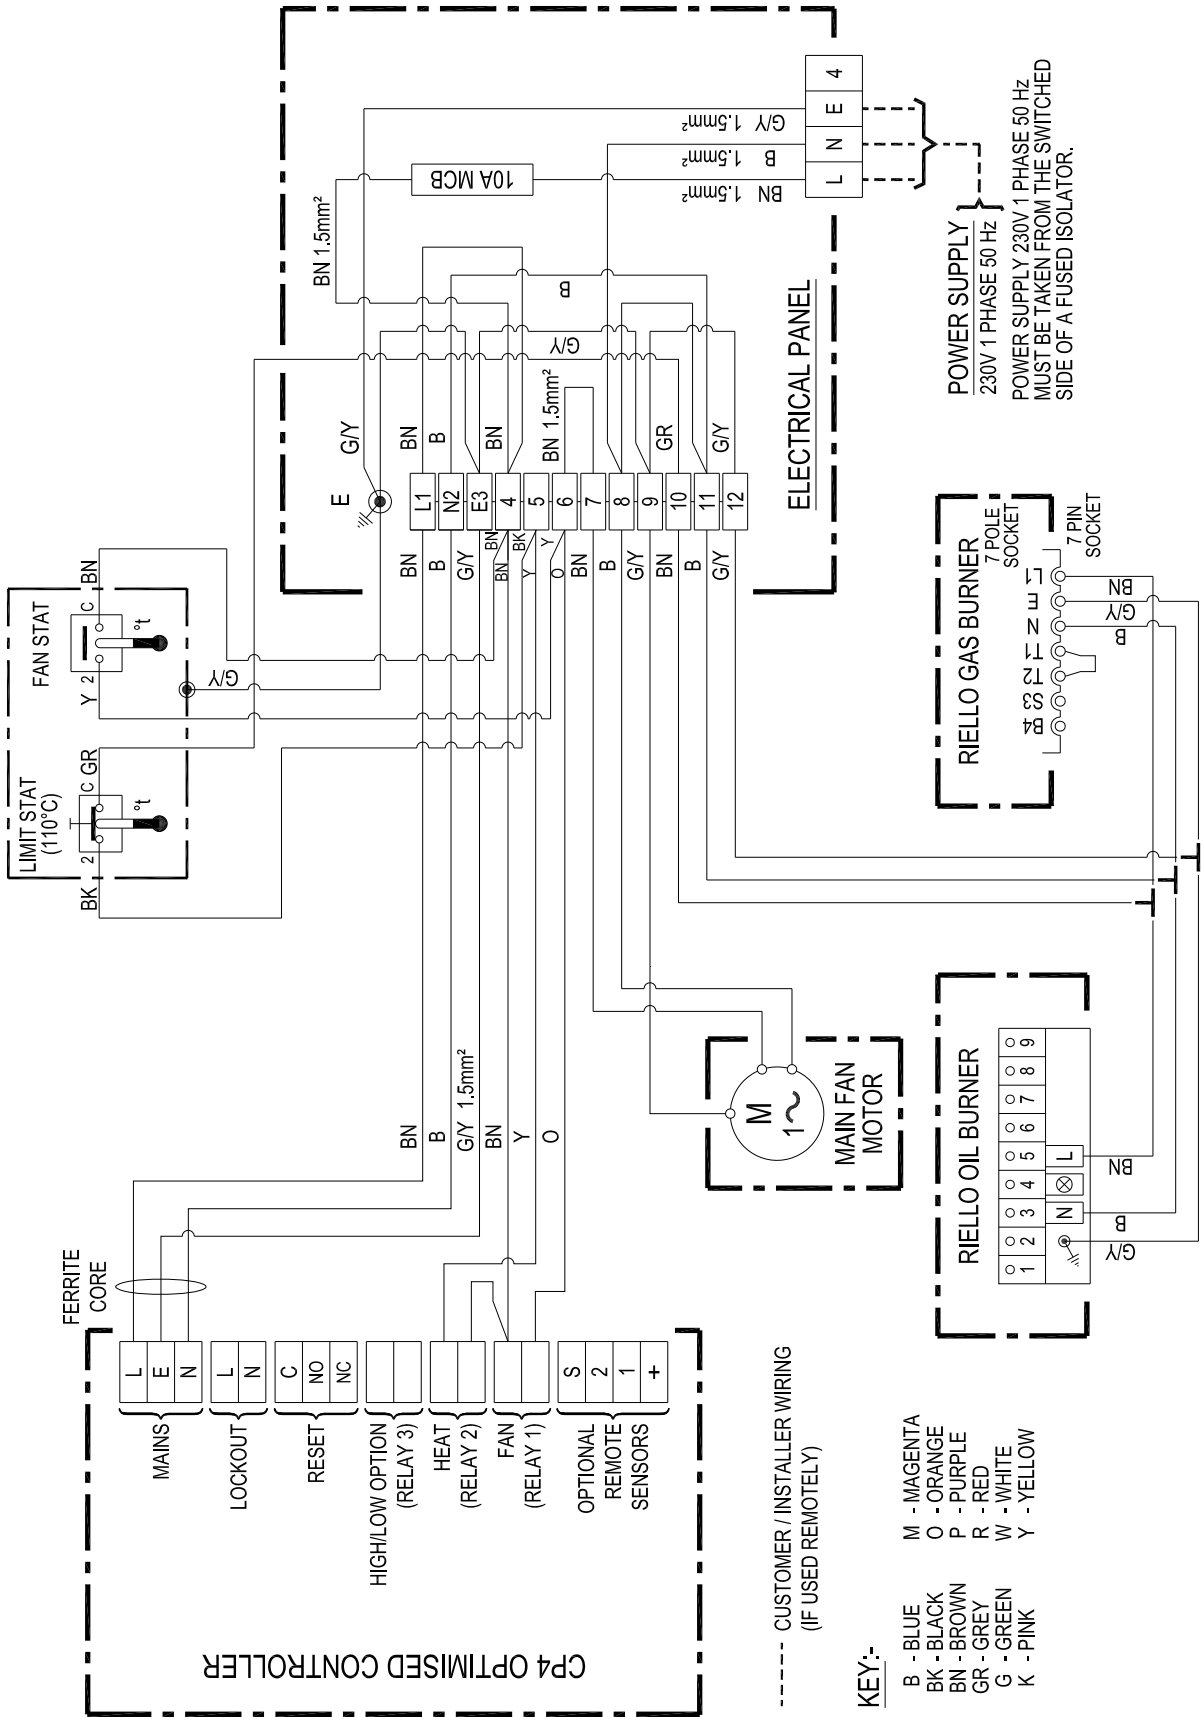 CP4 OPTIMISED CONTROLLER
FERRITE
CORE
L
E
N
MAINS
L
N
LOCKOUT
C
NO
NC
RESET
HIGH/LOW OPTION
(RELAY 3)
HEAT
(RELAY 2)
FAN
(RELAY 1)
S
2
1
+
OPTIONAL
REMOTE
SENSORS
BN
B
G/Y 1.5mm²
BN
Y
O
LIMIT STAT
(110°C)
BK 2
C GR
°t
FAN STAT
Y 2
C BN
°t
G/Y
E
G/Y
L1
N2
E3
4
5
6
7
8
9
10
11
12
BN
B
G/Y
BN
BN
BK
Y
Y
O
BN
B
G/Y
BN
B
G/Y
BN
B
BN
BN 1.5mm²
GR
G/Y
BN 1.5mm²
B
G/Y
10A MCB
BN 1.5mm²
B 1.5mm²
G/Y 1.5mm²
L
N
E
4
ELECTRICAL PANEL
POWER SUPPLY
230V 1 PHASE 50 Hz
POWER SUPPLY 230V 1 PHASE 50 Hz
MUST BE TAKEN FROM THE SWITCHED
SIDE OF A FUSED ISOLATOR.
MAIN FAN
MOTOR
M
1~
RIELLO OIL BURNER
1
2
3
4
5
6
7
8
9
N
L
G/Y
B
BN
RIELLO GAS BURNER
7 POLE
SOCKET
B4
S3
T2
T1
N
E
L1
7 PIN
SOCKET
B
G/Y
BN
CUSTOMER / INSTALLER WIRING
(IF USED REMOTELY)
KEY:-
B - BLUE
BK - BLACK
BN - BROWN
GR - GREY
G - GREEN
K - PINK
M - MAGENTA
O - ORANGE
P - PURPLE
R - RED
W - WHITE
Y - YELLOW